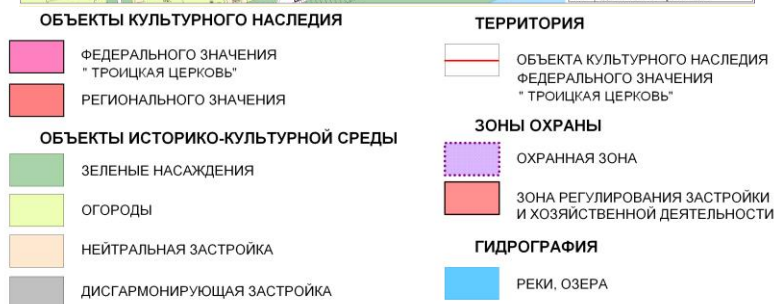 ОБЪЕКТЫ КУЛЬТУРНОГО НАСЛЕДИЯ
ФЕДЕРАЛЬНОГО ЗНАЧЕНИЯ
" ТРОИЦКАЯ ЦЕРКОВЬ"
РЕГИОНАЛЬНОГО ЗНАЧЕНИЯ
ОБЪЕКТЫ ИСТОРИКО-КУЛЬТУРНОЙ СРЕДЫ
ЗЕЛЕНЫЕ НАСАЖДЕНИЯ
ОГОРОДЫ
НЕЙТРАЛЬНАЯ ЗАСТРОЙКА
ДИСГАРМОНИРУЮЩАЯ ЗАСТРОЙКА
ТЕРРИТОРИЯ
ОБЪЕКТА КУЛЬТУРНОГО НАСЛЕДИЯ
ФЕДЕРАЛЬНОГО ЗНАЧЕНИЯ
" ТРОИЦКАЯ ЦЕРКОВЬ"
ЗОНЫ ОХРАНЫ
ОХРАННАЯ ЗОНА
ЗОНА РЕГУЛИРОВАНИЯ ЗАСТРОЙКИ
И ХОЗЯЙСТВЕННОЙ ДЕЯТЕЛЬНОСТИ
ГИДРОГРАФИЯ
РЕКИ, ОЗЕРА